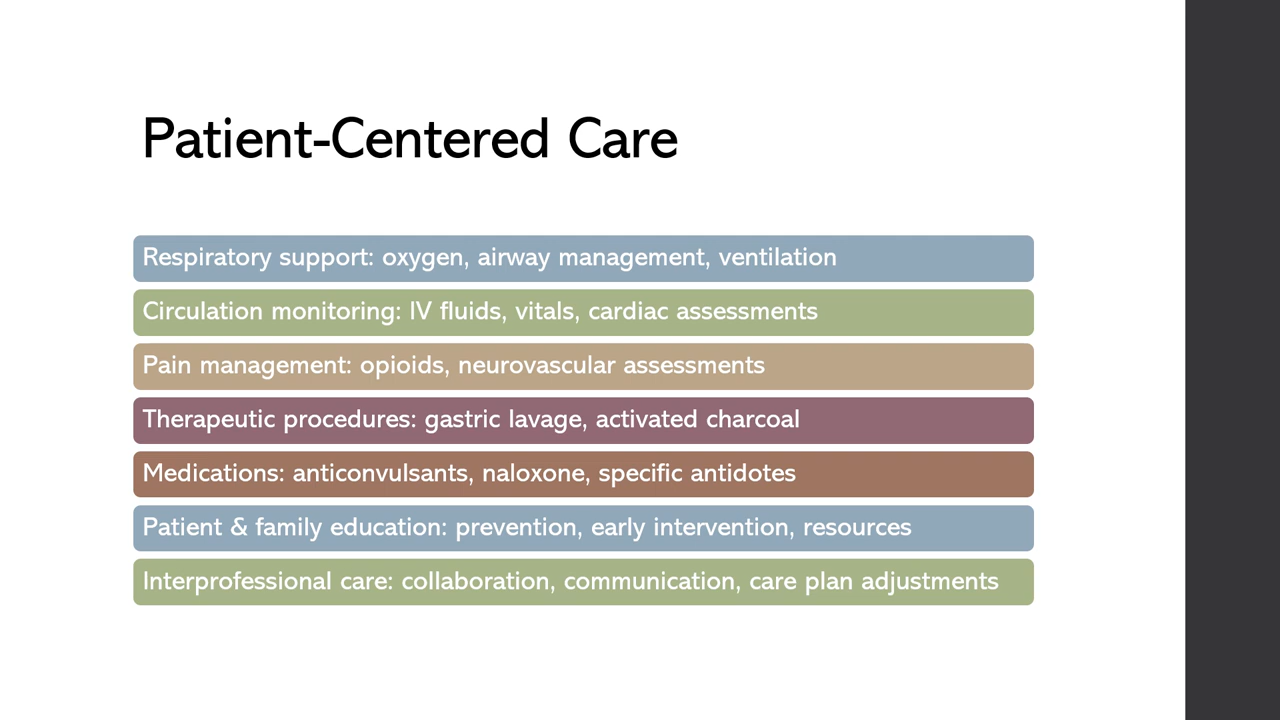 Patient-Centered Care
Respiratory support: oxygen, airway management, ventilation
Circulation monitoring: IV fluids, vitals, cardiac assessments
Pain management: opioids, neurovascular assessments
Therapeutic procedures: gastric lavage, activated charcoal
Medications: anticonvulsants, naloxone, specific antidotes
Patient & family education: prevention, early intervention, resources
Interprofessional care: collaboration, communication, care plan adjustments